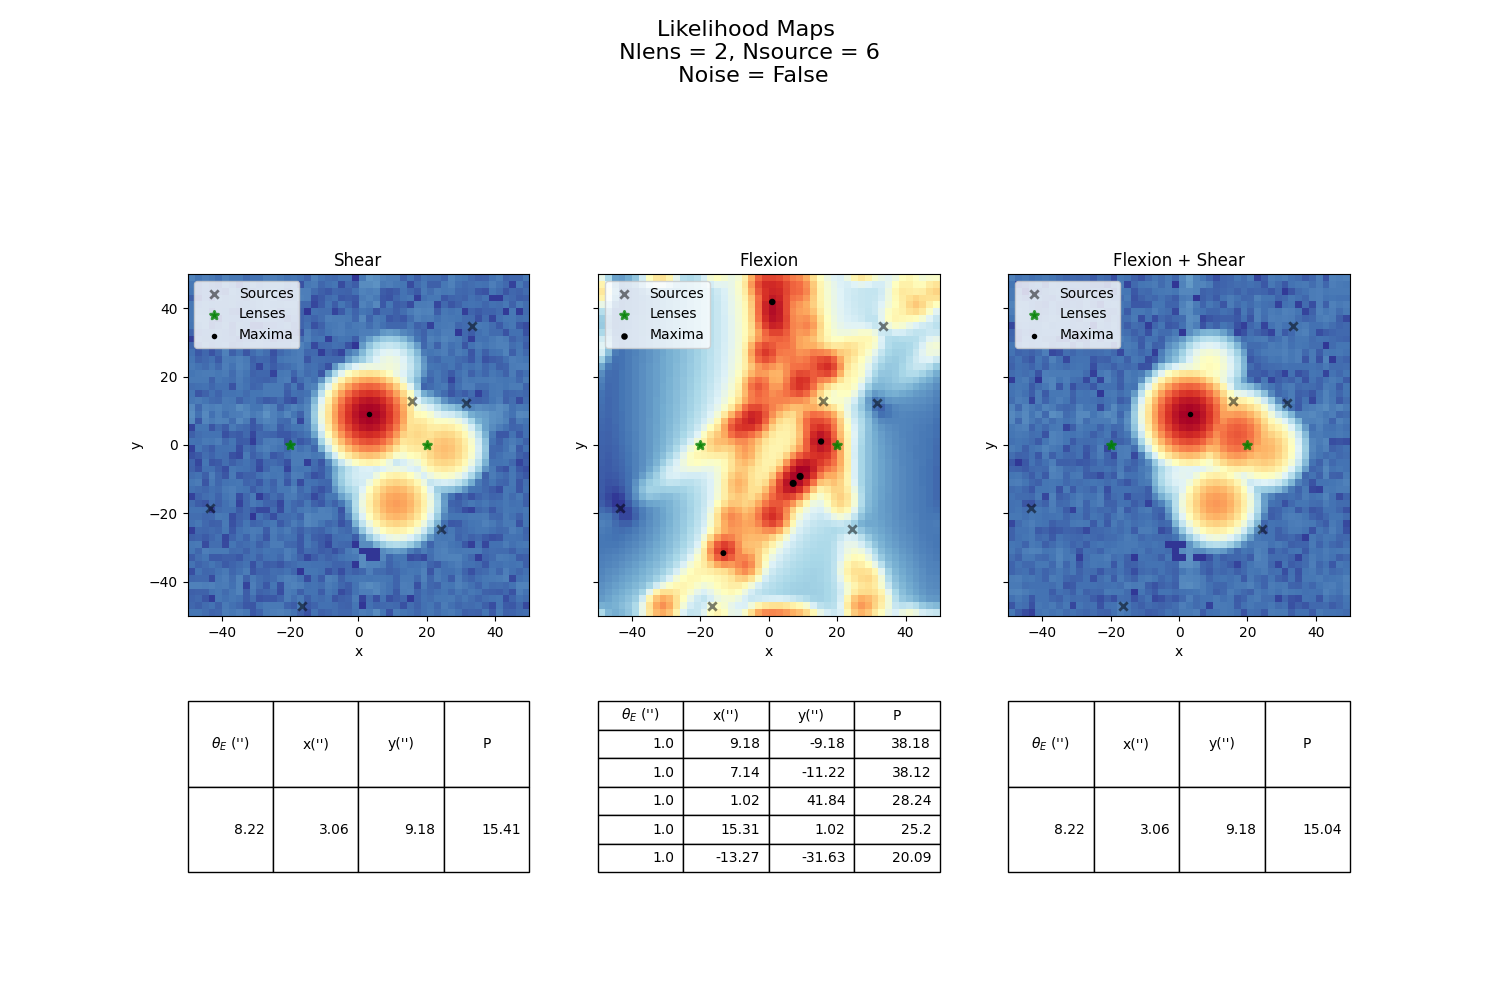 Likelihood Maps
Nlens = 2, Nsource = 6
Noise = False
Shear
Sources
Lenses
Maxima
40
20
0
−20
−40
y
−40 −20 0 20 40
x
Flexion
Sources
Lenses
Maxima
y
−40 −20 0 20 40
x
Flexion + Shear
Sources
Lenses
Maxima
y
−40 −20 0 20 40
x
θE ('') x('') y('') P
8.22 3.06 9.18 15.41
θE ('') x('') y('') P
1.0 9.18 -9.18 38.18
1.0 7.14 -11.22 38.12
1.0 1.02 41.84 28.24
1.0 15.31 1.02 25.2
1.0 -13.27 -31.63 20.09
θE ('') x('') y('') P
8.22 3.06 9.18 15.04